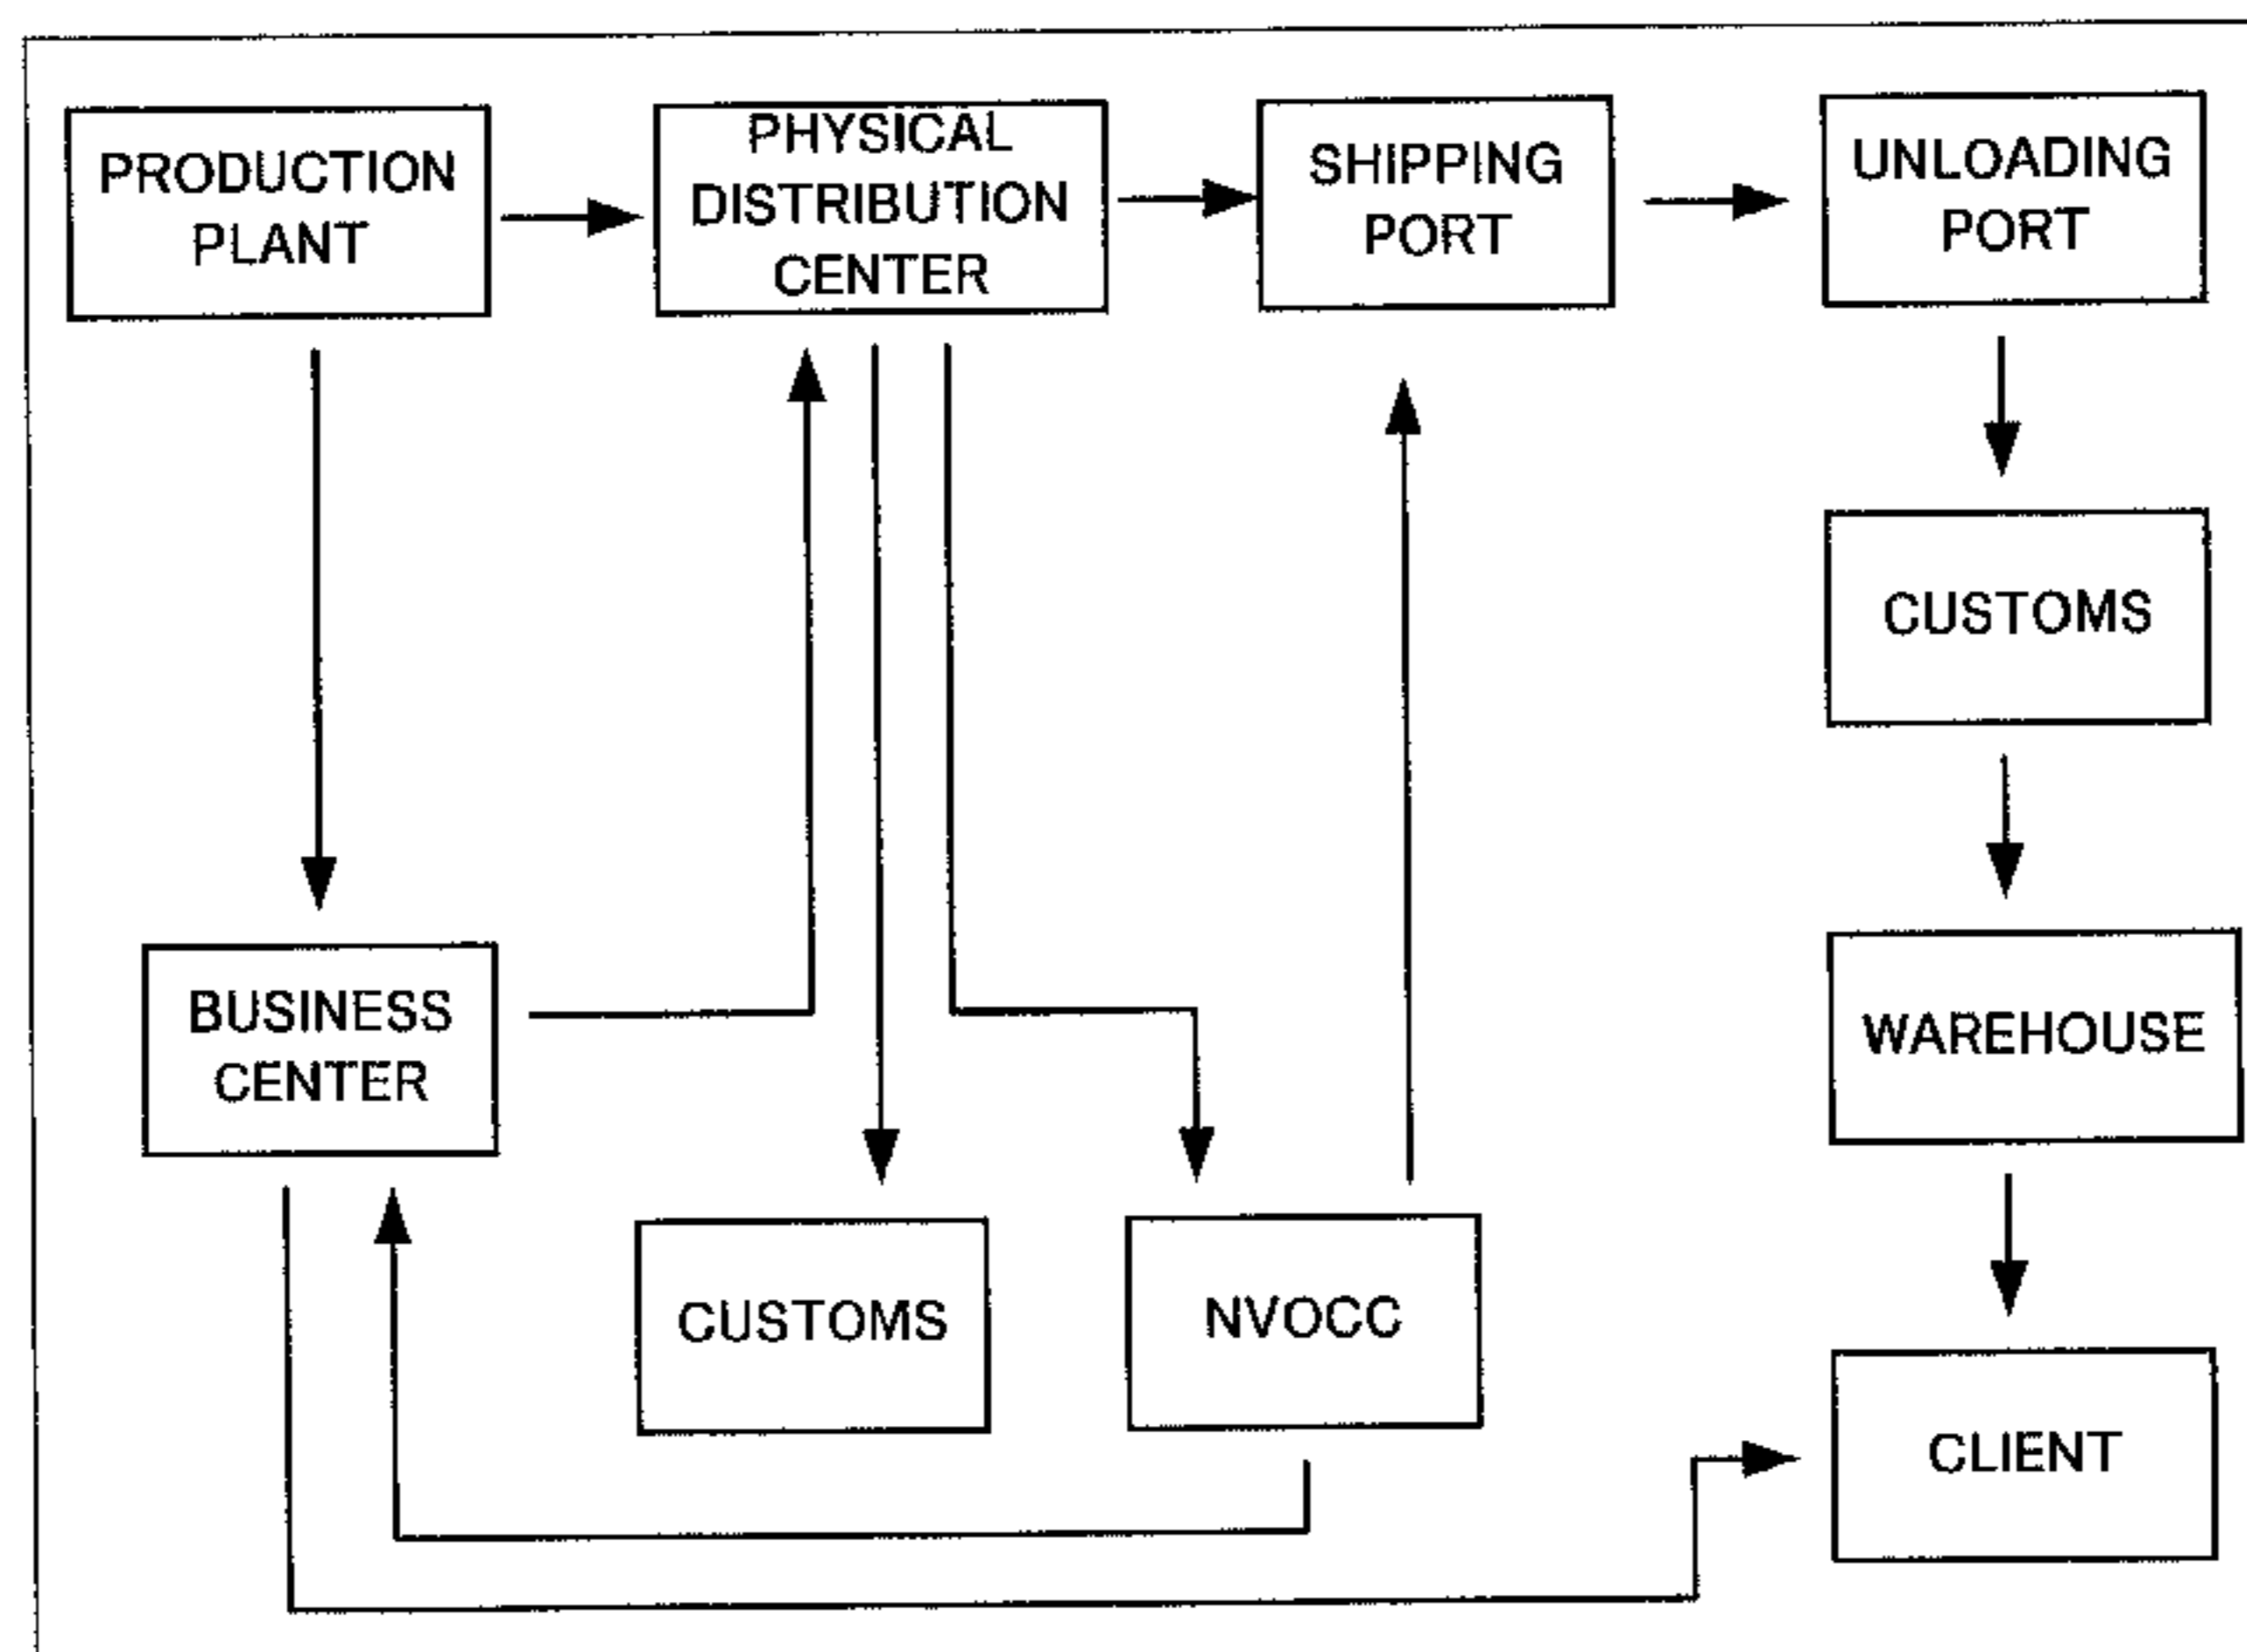 PRODUCTION
PLANT
PHYSICAL
DISTRIBUTION
CENTER
SHIPPING
PORT
UNLOADING
PORT
CUSTOMS
BUSINESS
CENTER
WAREHOUSE
CUSTOMS
NVOCC
CLIENT